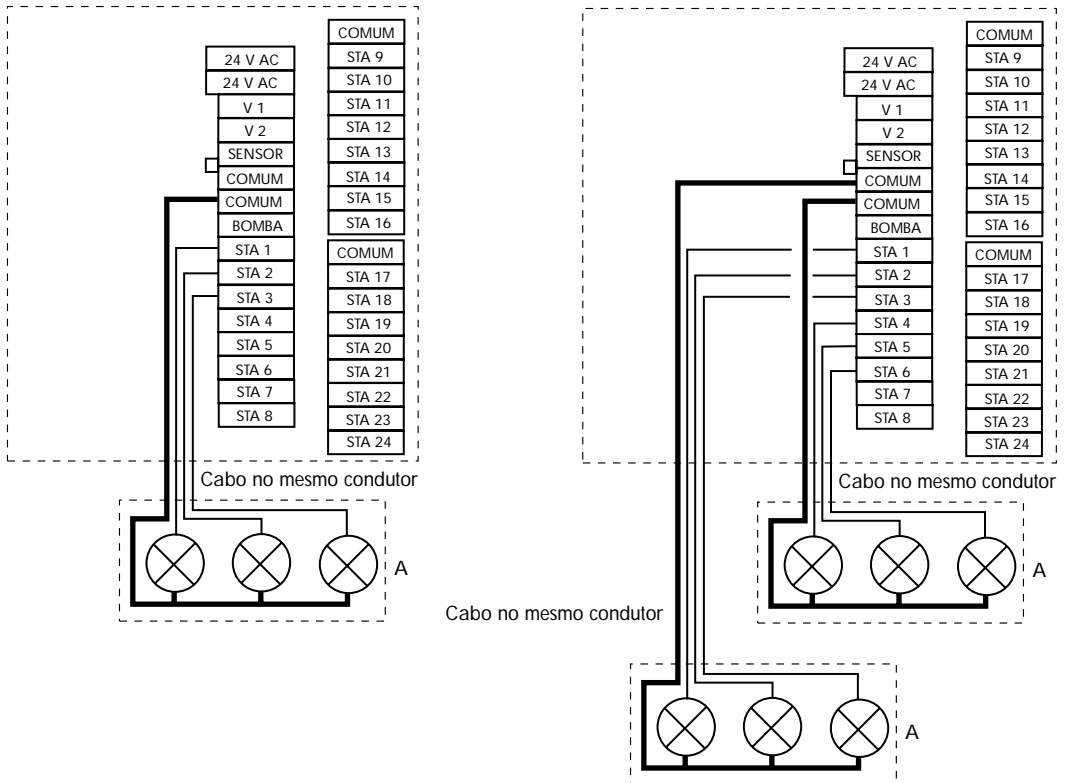 24 V AC
24 V AC
V 1
V 2
SENSOR
COMUM
COMUM
BOMBA
STA 1
STA 2
STA 3
STA 4
STA 5
STA 6
STA 7
STA 8
COMUM
STA 9
STA 10
STA 11
STA 12
STA 13
STA 14
STA 15
STA 16
COMUM
STA 17
STA 18
STA 19
STA 20
STA 21
STA 22
STA 23
STA 24
Cabo no mesmo condutor
A
24 V AC
24 V AC
V 1
V 2
SENSOR
COMUM
COMUM
BOMBA
STA 1
STA 2
STA 3
STA 4
STA 5
STA 6
STA 7
STA 8
COMUM
STA 9
STA 10
STA 11
STA 12
STA 13
STA 14
STA 15
STA 16
COMUM
STA 17
STA 18
STA 19
STA 20
STA 21
STA 22
STA 23
STA 24
Cabo no mesmo condutor
A
Cabo no mesmo condutor
A